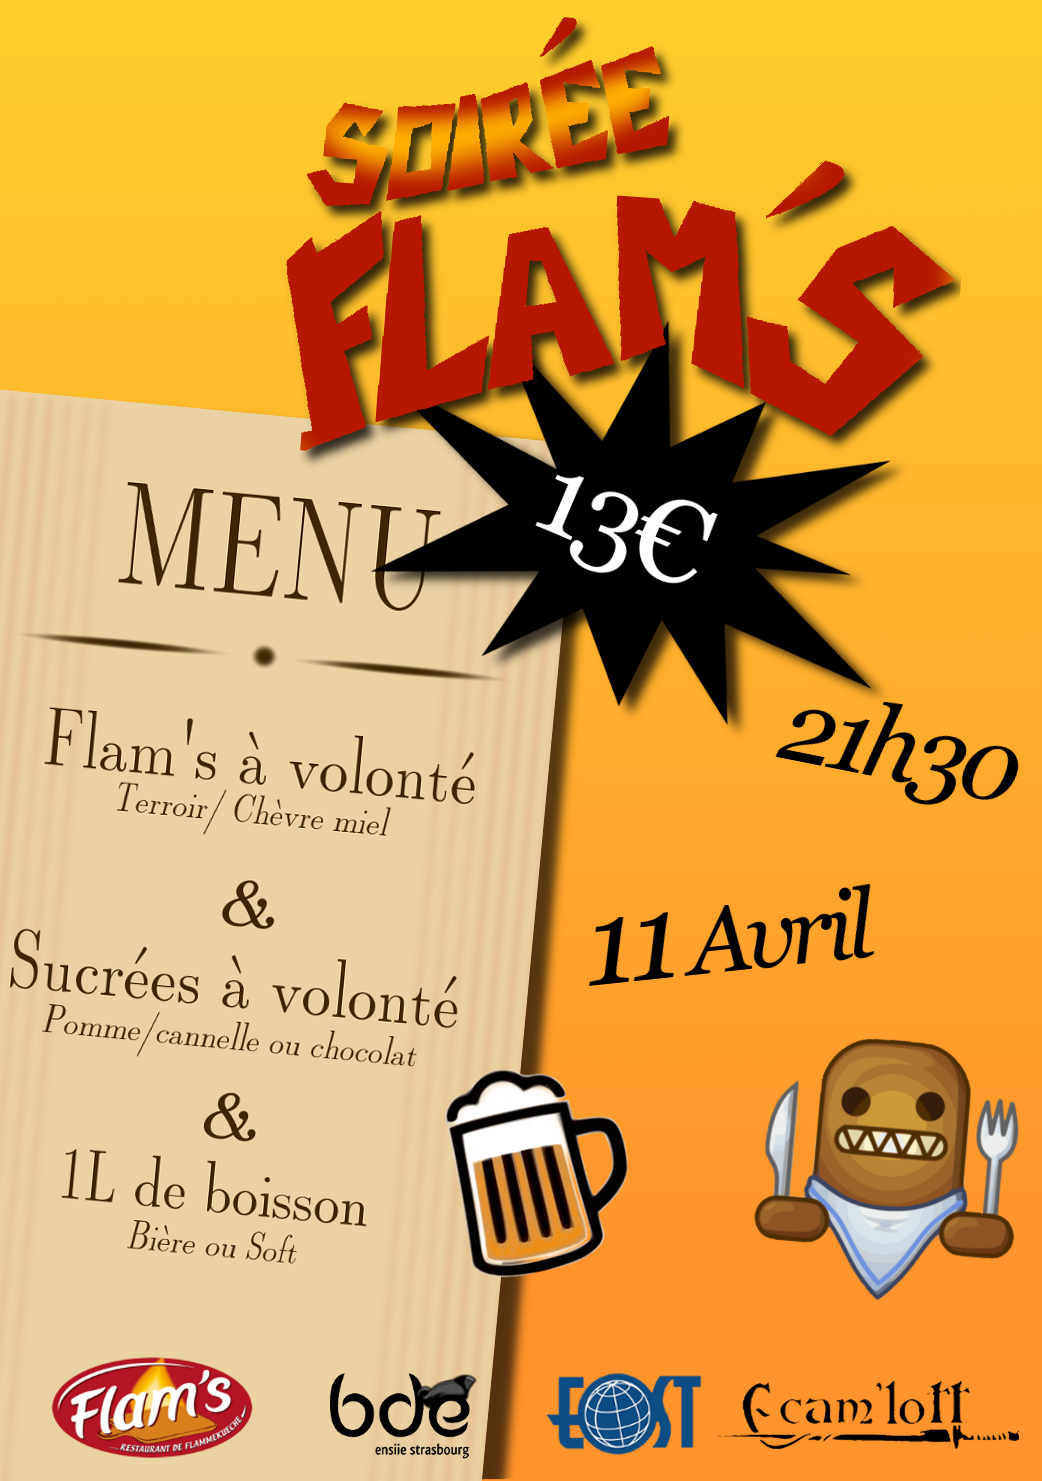 SOIRÉE
FLAM'S
13€
MENU
21h30
Flam's à volonté
Terroir/ Chèvre miel
&
11 Avril
Sucrées à volonté
Pomme/cannelle ou chocolat
&
1L de boisson
Bière ou Soft
Flam's
RESTAURANT DE FLAMMEKUECHE
bde
ensiie strasbourg
EOST
Ecam'lott